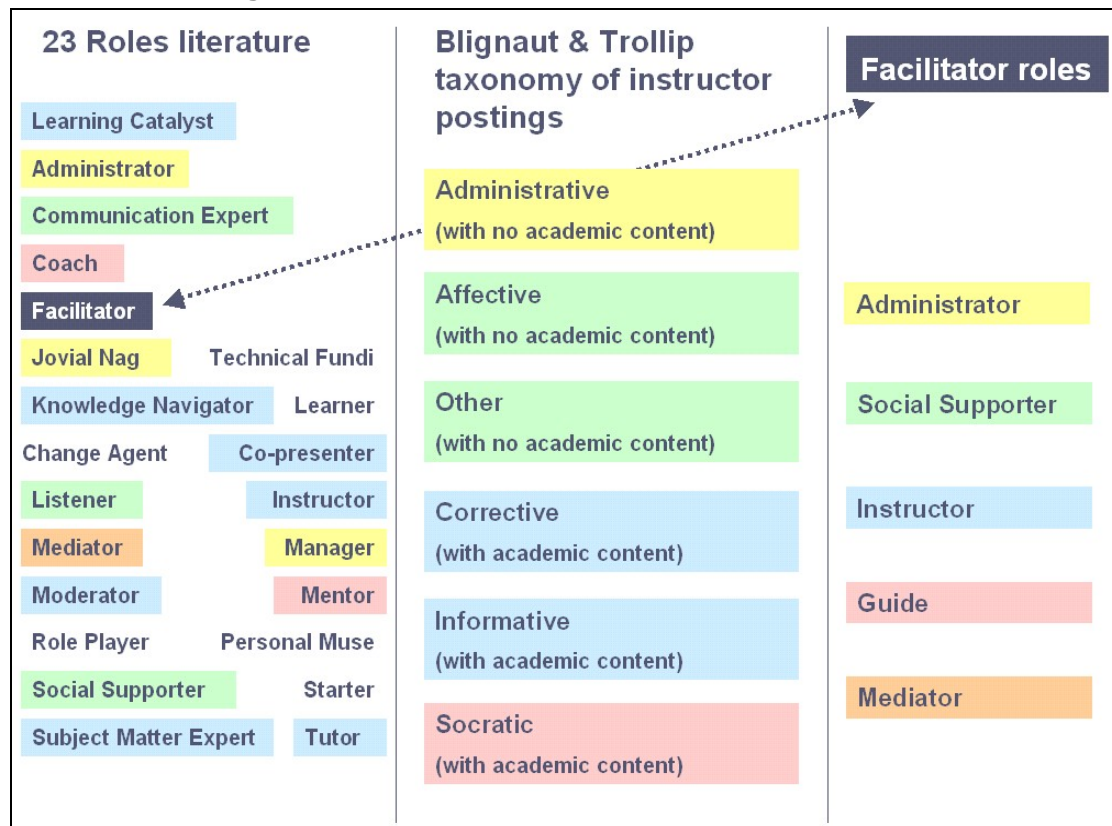 23 Roles literature
Learning Catalyst
Administrator
Communication Expert
Coach
Facilitator
Jovial Nag
Technical Fundi
Knowledge Navigator
Learner
Change Agent
Co-presenter
Listener
Instructor
Mediator
Manager
Moderator
Mentor
Role Player
Personal Muse
Social Supporter
Starter
Subject Matter Expert
Tutor
Blignaut & Trollip
taxonomy of instructor
postings
Administrative
(with no academic content)
Affective
(with no academic content)
Other
(with no academic content)
Corrective
(with academic content)
Informative
(with academic content)
Socratic
(with academic content)
Facilitator roles
Administrator
Social Supporter
Instructor
Guide
Mediator